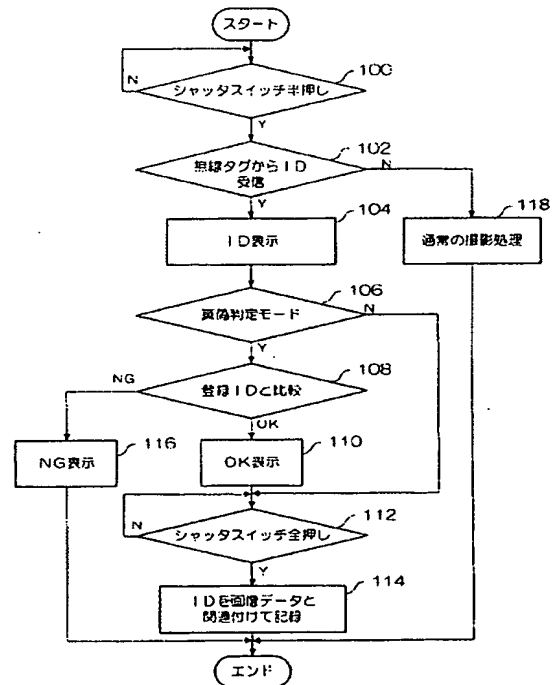 スタート
100
シャッタスイッチ半押し
N
Y
102
無線タグからID
受信
N
Y
104
ID表示
118
通常の撮影処理
106
真偽判定モード
N
Y
108
登録IDと比較
NG
OK
116
NG表示
110
OK表示
112
シャッタスイッチ全押し
N
Y
114
IDを画像データと
関連付けて記録
エンド